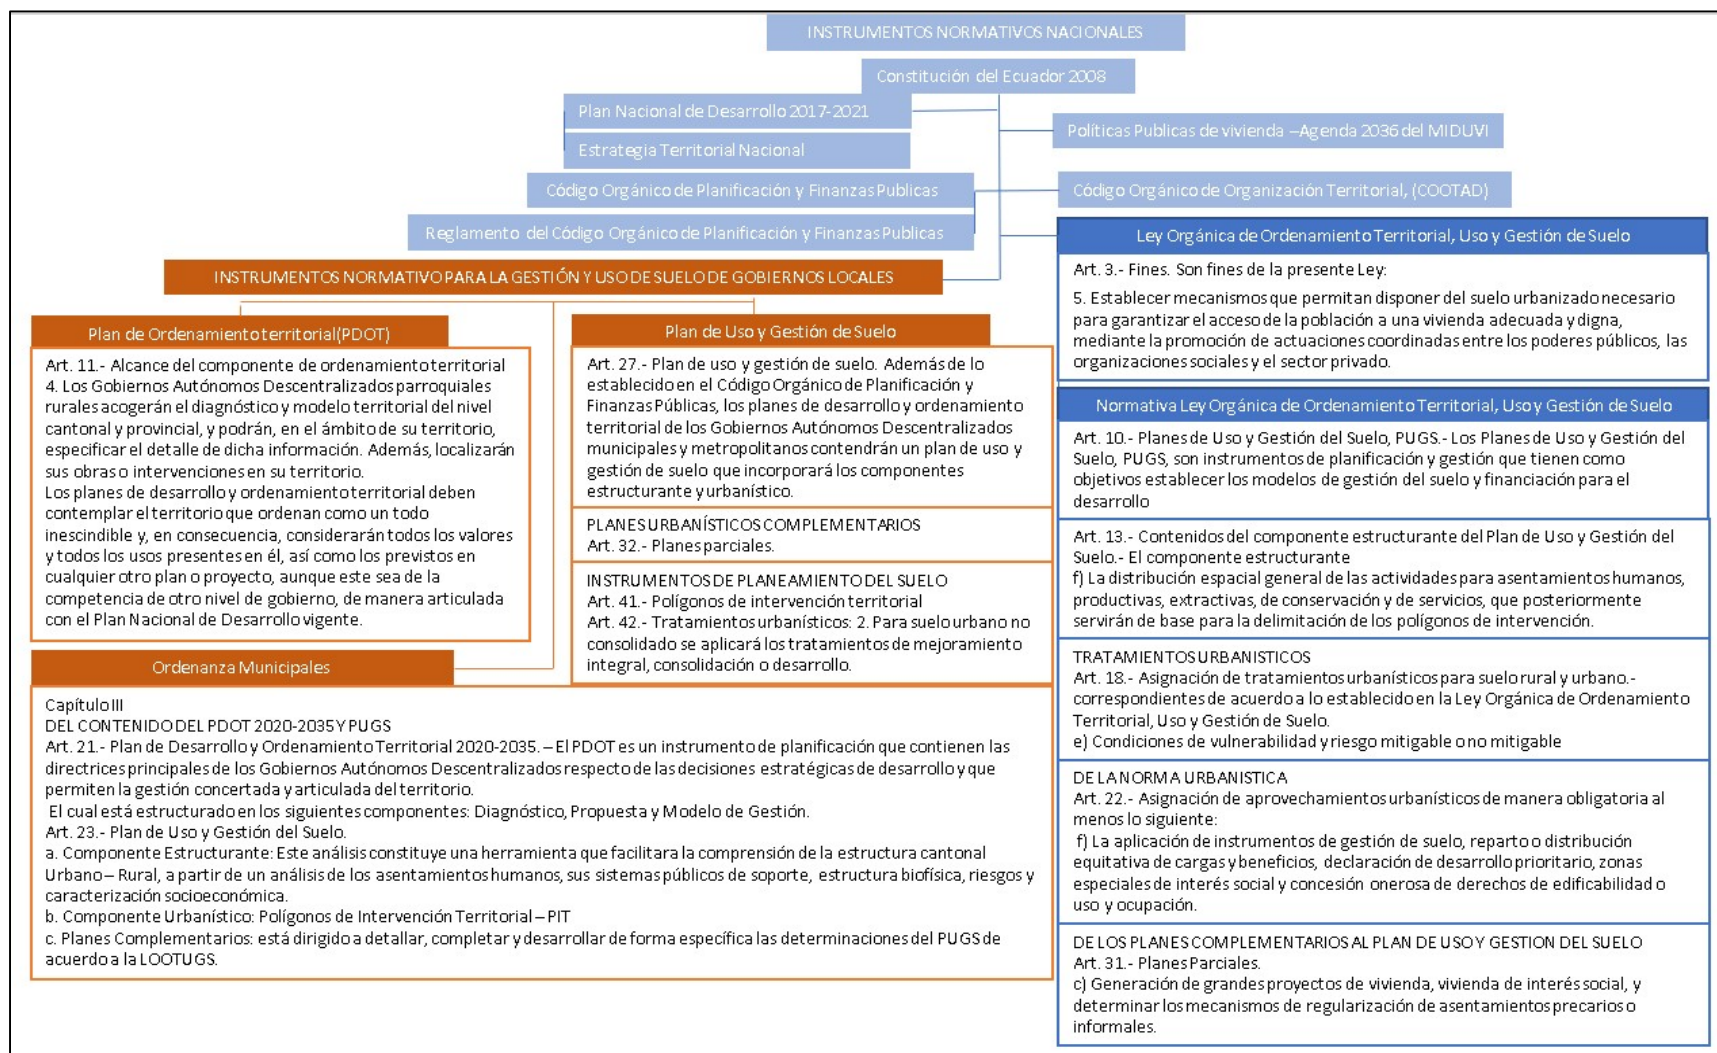 INSTRUMENTOS NORMATIVOS NACIONALES
Constitución del Ecuador 2008
Plan Nacional de Desarrollo 2017-2021
Políticas Publicas de vivienda –Agenda 2036 del MIDUVI
Estrategia Territorial Nacional
Código Orgánico de Planificación y Finanzas Publicas
Código Orgánico de Organización Territorial, (COOTAD)
Reglamento del Código Orgánico de Planificación y Finanzas Publicas
INSTRUMENTOS NORMATIVO PARA LA GESTIÓN Y USO DE SUELO DE GOBIERNOS LOCALES
Plan de Ordenamiento territorial(PDOT)
Art. 11.- Alcance del componente de ordenamiento territorial
4. Los Gobiernos Autónomos Descentralizados parroquiales
rurales acogerán el diagnóstico y modelo territorial del nivel
cantonal y provincial, y podrán, en el ámbito de su territorio,
especificar el detalle de dicha información. Además, localizarán
sus obras o intervenciones en su territorio.
Los planes de desarrollo y ordenamiento territorial deben
contemplar el territorio que ordenan como un todo
inescindible y, en consecuencia, considerarán todos los valores
y todos los usos presentes en él, así como los previstos en
cualquier otro plan o proyecto, aunque este sea de la
competencia de otro nivel de gobierno, de manera articulada
con el Plan Nacional de Desarrollo vigente.
Plan de Uso y Gestión de Suelo
Art. 27.- Plan de uso y gestión de suelo. Además de lo
establecido en el Código Orgánico de Planificación y
Finanzas Públicas, los planes de desarrollo y ordenamiento
territorial de los Gobiernos Autónomos Descentralizados
municipales y metropolitanos contendrán un plan de uso y
gestión de suelo que incorporará los componentes
estructurante y urbanístico.
PLANES URBANÍSTICOS COMPLEMENTARIOS
Art. 32.- Planes parciales.
INSTRUMENTOS DE PLANEAMIENTO DEL SUELO
Art. 41.- Polígonos de intervención territorial
Art. 42.- Tratamientos urbanísticos: 2. Para suelo urbano no
consolidado se aplicará los tratamientos de mejoramiento
integral, consolidación o desarrollo.
Ordenanza Municipales
Capítulo III
DEL CONTENIDO DEL PDOT 2020-2035 Y PUGS
Art. 21.- Plan de Desarrollo y Ordenamiento Territorial 2020-2035. – El PDOT es un instrumento de planificación que contienen las
directrices principales de los Gobiernos Autónomos Descentralizados respecto de las decisiones estratégicas de desarrollo y que
permiten la gestión concertada y articulada del territorio.
El cual está estructurado en los siguientes componentes: Diagnóstico, Propuesta y Modelo de Gestión.
Art. 23.- Plan de Uso y Gestión del Suelo.
a. Componente Estructurante: Este análisis constituye una herramienta que facilitara la comprensión de la estructura cantonal
Urbano – Rural, a partir de un análisis de los asentamientos humanos, sus sistemas públicos de soporte, estructura biofísica, riesgos y
caracterización socioeconómica.
b. Componente Urbanístico: Polígonos de Intervención Territorial – PIT
c. Planes Complementarios: está dirigido a detallar, completar y desarrollar de forma específica las determinaciones del PUGS de
acuerdo a la LOOTUGS.
Ley Orgánica de Ordenamiento Territorial, Uso y Gestión de Suelo
Art. 3.- Fines. Son fines de la presente Ley:
5. Establecer mecanismos que permitan disponer del suelo urbanizado necesario
para garantizar el acceso de la población a una vivienda adecuada y digna,
mediante la promoción de actuaciones coordinadas entre los poderes públicos, las
organizaciones sociales y el sector privado.
Normativa Ley Orgánica de Ordenamiento Territorial, Uso y Gestión de Suelo
Art. 10.- Planes de Uso y Gestión del Suelo, PUGS.- Los Planes de Uso y Gestión del
Suelo, PUGS, son instrumentos de planificación y gestión que tienen como
objetivos establecer los modelos de gestión del suelo y financiación para el
desarrollo
Art. 13.- Contenidos del componente estructurante del Plan de Uso y Gestión del
Suelo.- El componente estructurante
f) La distribución espacial general de las actividades para asentamientos humanos,
productivas, extractivas, de conservación y de servicios, que posteriormente
servirán de base para la delimitación de los polígonos de intervención.
TRATAMIENTOS URBANISTICOS
Art. 18.- Asignación de tratamientos urbanísticos para suelo rural y urbano.-
correspondientes de acuerdo a lo establecido en la Ley Orgánica de Ordenamiento
Territorial, Uso y Gestión de Suelo.
e) Condiciones de vulnerabilidad y riesgo mitigable o no mitigable
DE LA NORMA URBANISTICA
Art. 22.- Asignación de aprovechamientos urbanísticos de manera obligatoria al
menos lo siguiente:
f) La aplicación de instrumentos de gestión de suelo, reparto o distribución
equitativa de cargas y beneficios, declaración de desarrollo prioritario, zonas
especiales de interés social y concesión onerosa de derechos de edificabilidad o
uso y ocupación.
DE LOS PLANES COMPLEMENTARIOS AL PLAN DE USO Y GESTION DEL SUELO
Art. 31.- Planes Parciales.
c) Generación de grandes proyectos de vivienda, vivienda de interés social, y
determinar los mecanismos de regularización de asentamientos precarios o
informales.